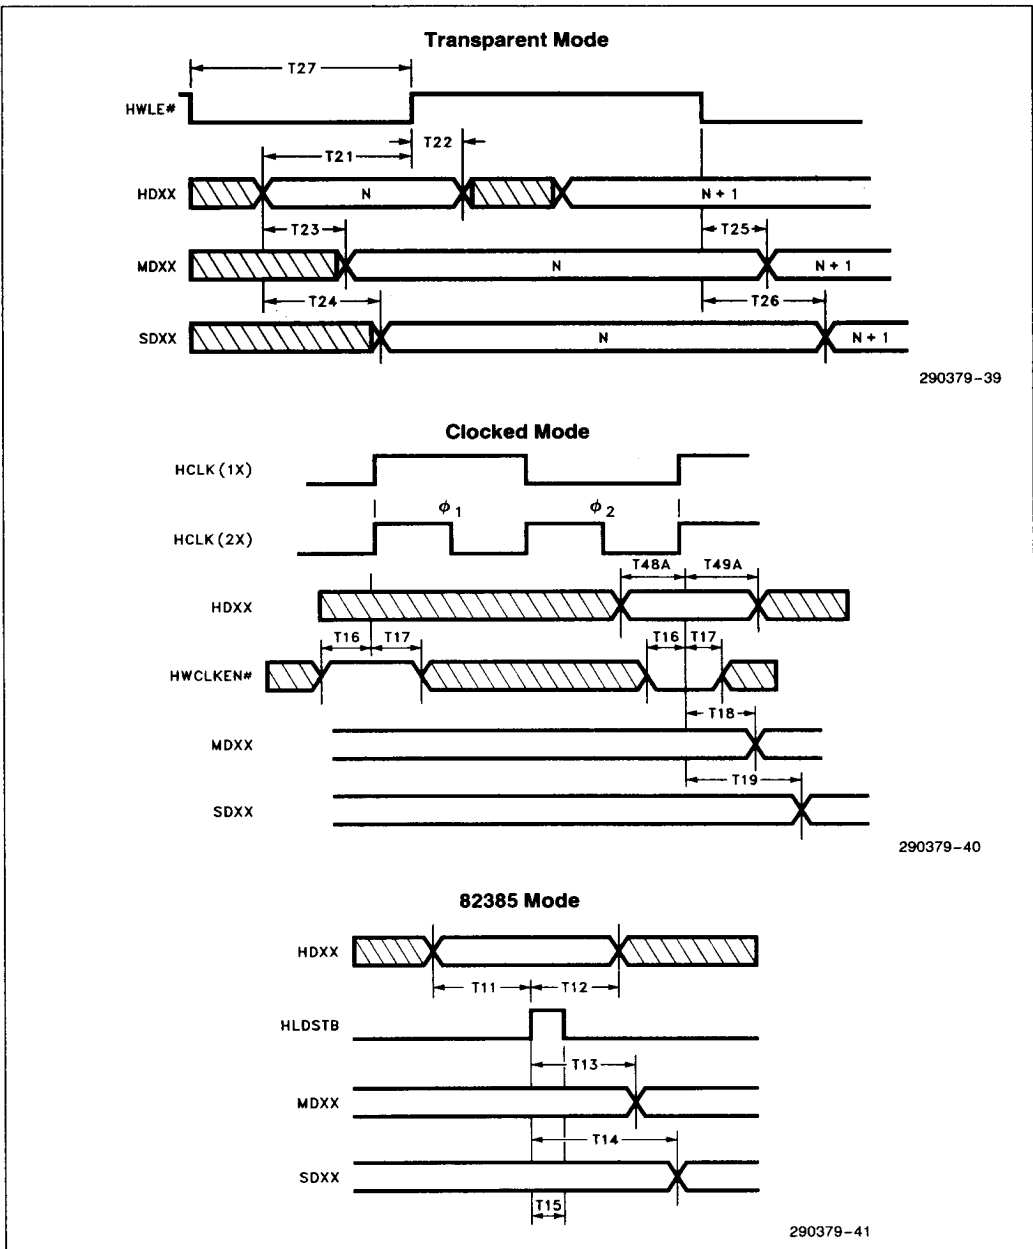 Transparent Mode
T27
HWLE#
T22
T21
HDXX N N + 1
T23 T25
MDXX N N + 1
T24 T26
SDXX N N + 1
290379-39
Clocked Mode
HCLK (1X)
ϕ1 ϕ2
HCLK (2X)
T48A T49A
HDXX
T16 T17 T16 T17
HWCLKEN#
T18
MDXX
T19
SDXX
290379-40
82385 Mode
HDXX
T11 T12
HLDSTB
T13
MDXX
T14
SDXX
T15
290379-41